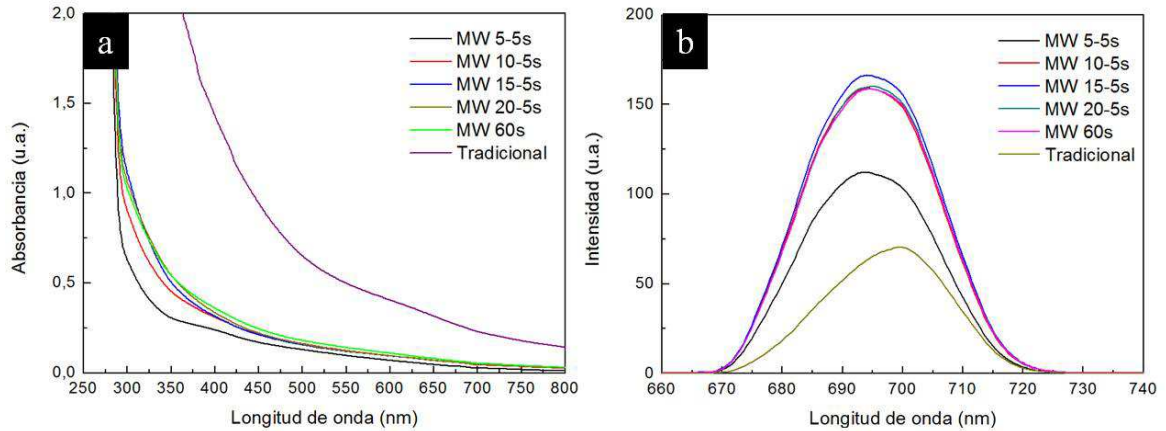 a
2,0
1,5
1,0
0,5
0,0
Absorbancia (u.a.)
MW 5-5s
MW 10-5s
MW 15-5s
MW 20-5s
MW 60s
Tradicional
250 300 350 400 450 500 550 600 650 700 750 800
Longitud de onda (nm)
b
200
150
100
50
0
Intensidad (u.a.)
MW 5-5s
MW 10-5s
MW 15-5s
MW 20-5s
MW 60s
Tradicional
660 670 680 690 700 710 720 730 740
Longitud de onda (nm)